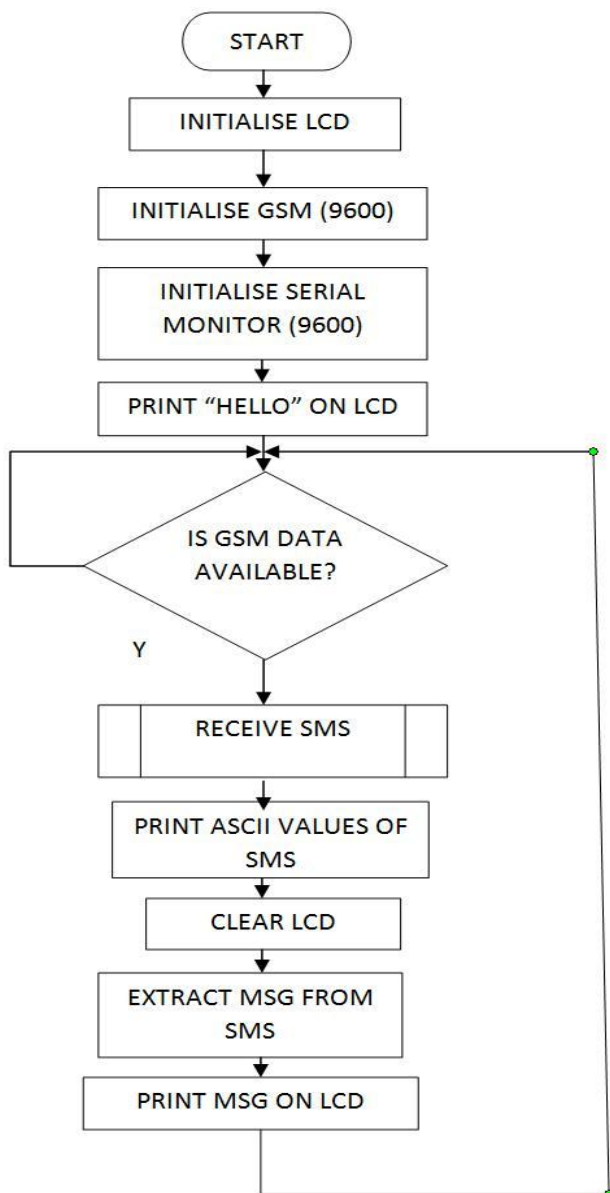 START
INITIALISE LCD
INITIALISE GSM (9600)
INITIALISE SERIAL
MONITOR (9600)
PRINT “HELLO” ON LCD
IS GSM DATA
AVAILABLE?
Y
RECEIVE SMS
PRINT ASCII VALUES OF
SMS
CLEAR LCD
EXTRACT MSG FROM
SMS
PRINT MSG ON LCD